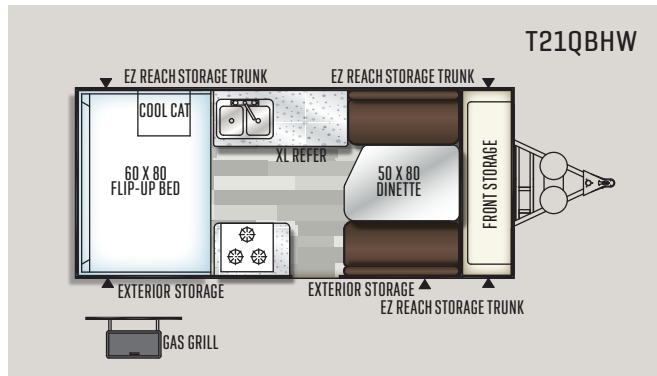 T21QBHW
EZ REACH STORAGE TRUNK
EZ REACH STORAGE TRUNK
COOL CAT
XL REFER
60 X 80
FLIP-UP BED
50 X 80
DINETTE
FRONT STORAGE
EXTERIOR STORAGE
EXTERIOR STORAGE
EZ REACH STORAGE TRUNK
GAS GRILL